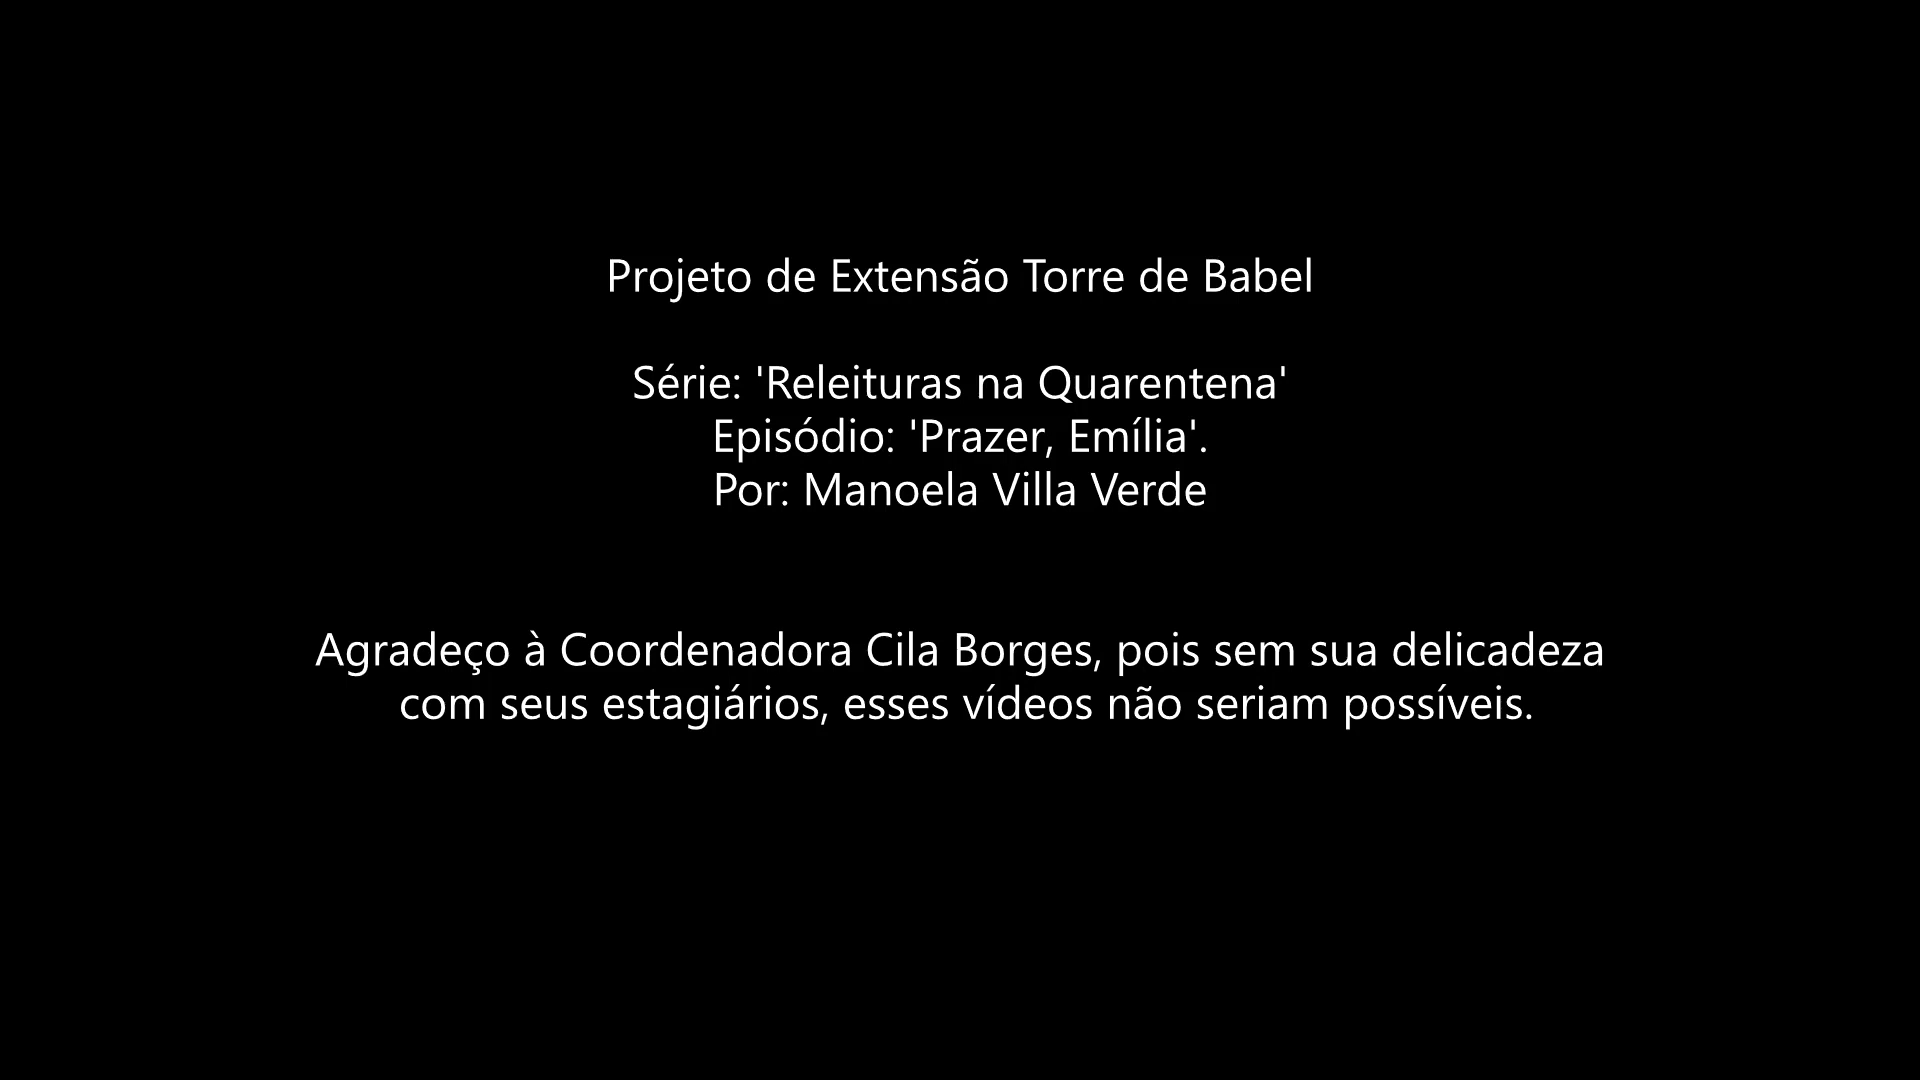 Projeto de Extensão Torre de Babel
Série: 'Releituras na Quarentena'
Episódio: 'Prazer, Emília'.
Por: Manoela Villa Verde
Agradeço à Coordenadora Cila Borges, pois sem sua delicadeza
com seus estagiários, esses vídeos não seriam possíveis.